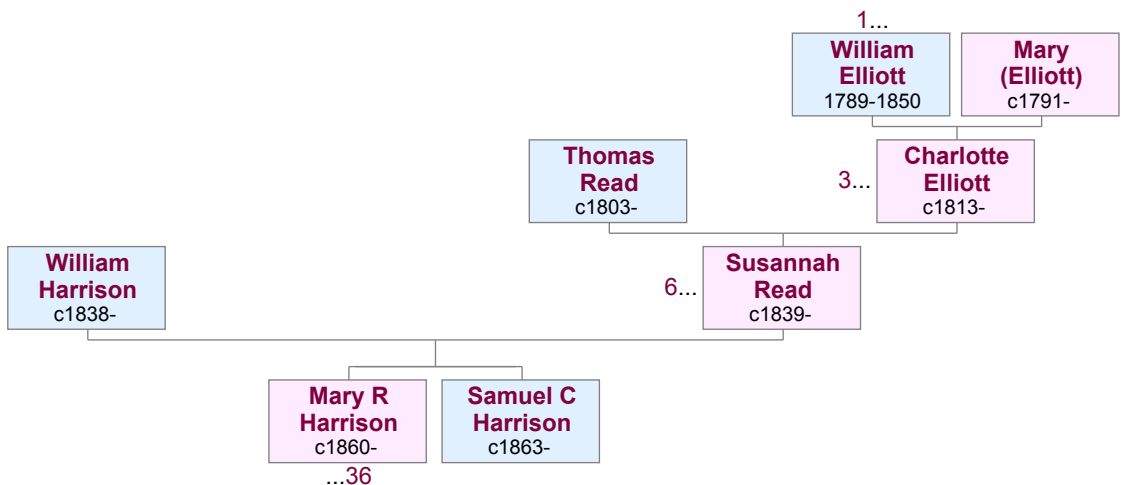 1...
William
Elliott
1789-1850
Mary
(Elliott)
c1791-
Thomas
Read
c1803-
3...
Charlotte
Elliott
c1813-
William
Harrison
c1838-
6...
Susannah
Read
c1839-
Mary R
Harrison
c1860-
Samuel C
Harrison
c1863-
...36